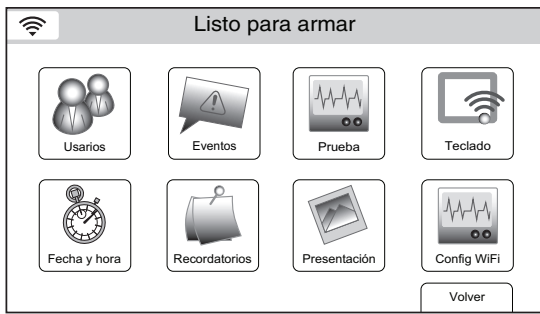 Listo para armar
Usarios
Eventos
Prueba
Teclado
Fecha y hora
Recordatorios
Presentación
Config WiFi
Volver